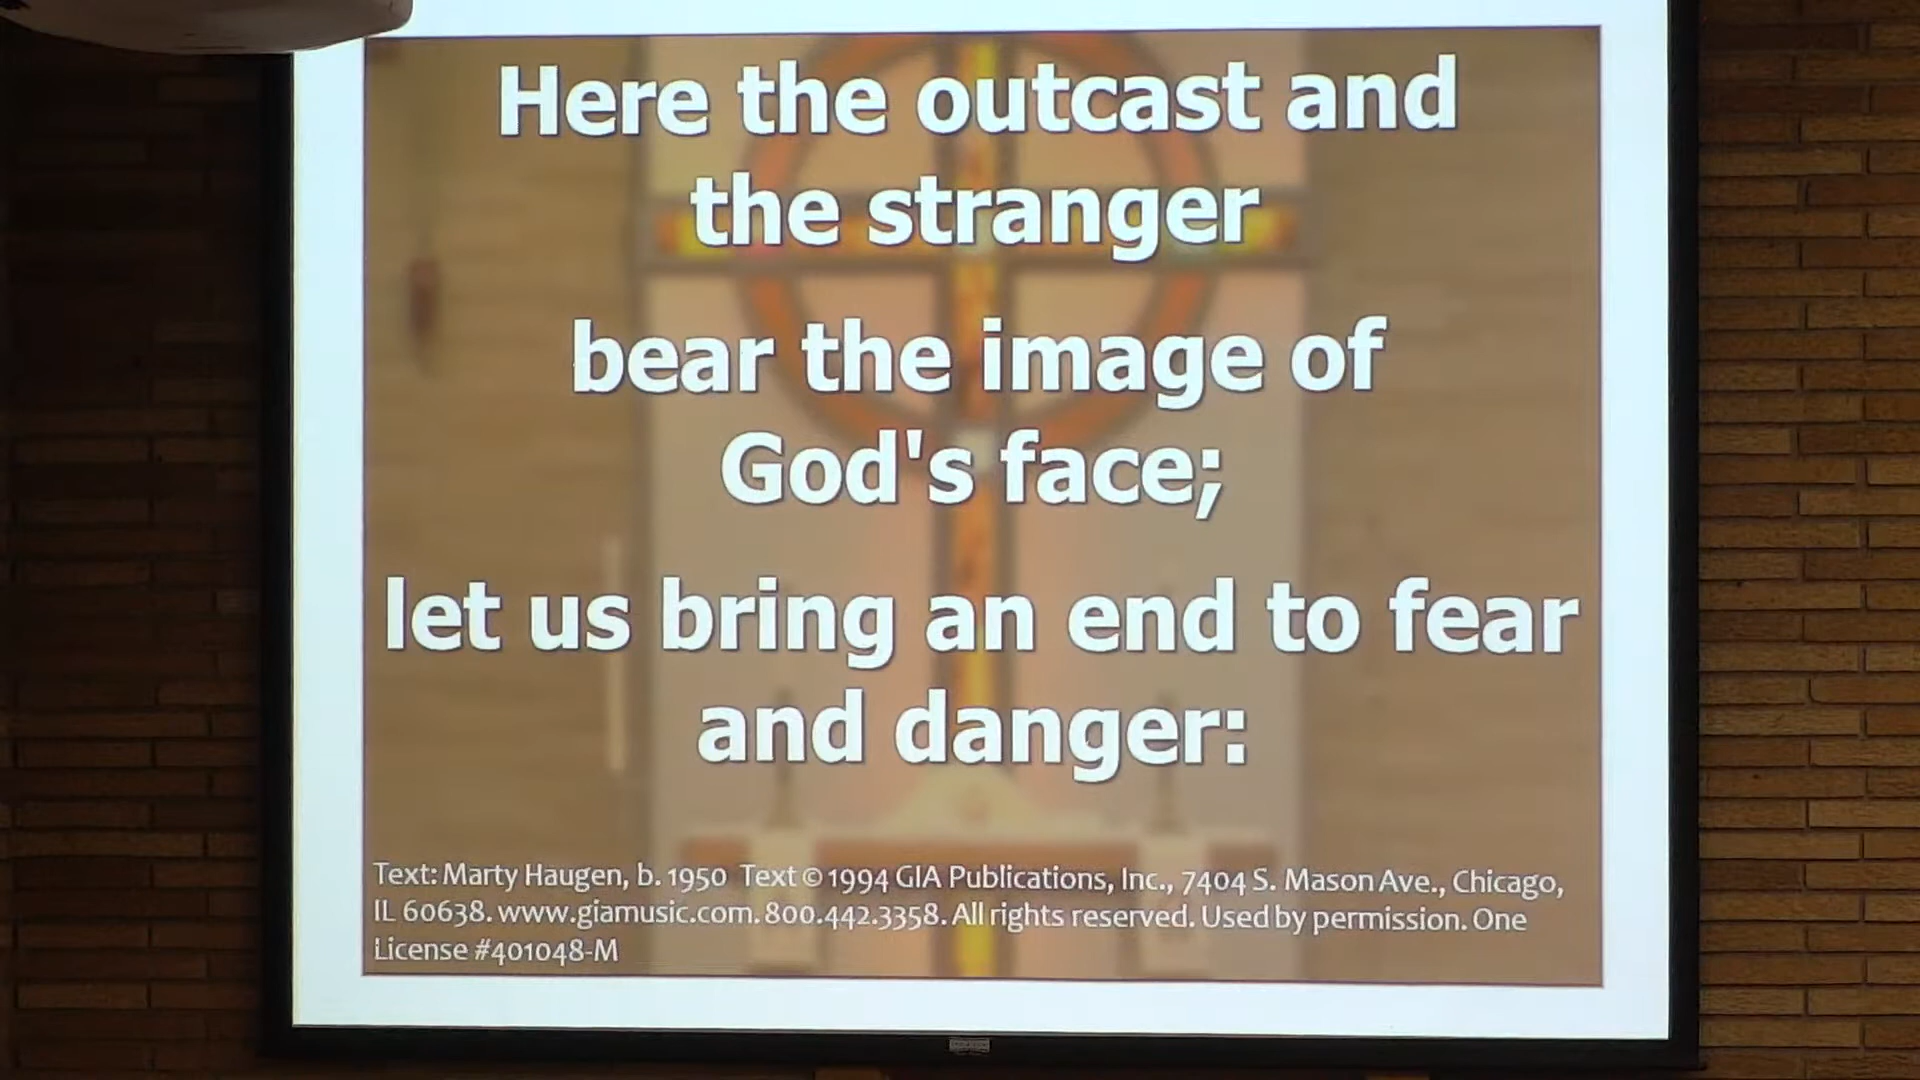 Here the outcast and
the stranger
bear the image of
God's face;
let us bring an end to fear
and danger:
Text: Marty Haugen, b. 1950 Text © 1994 GIA Publications, Inc., 7404 S. Mason Ave., Chicago,
IL 60638. www.giamusic.com. 800.442.3358. All rights reserved. Used by permission. One
License #401048-M